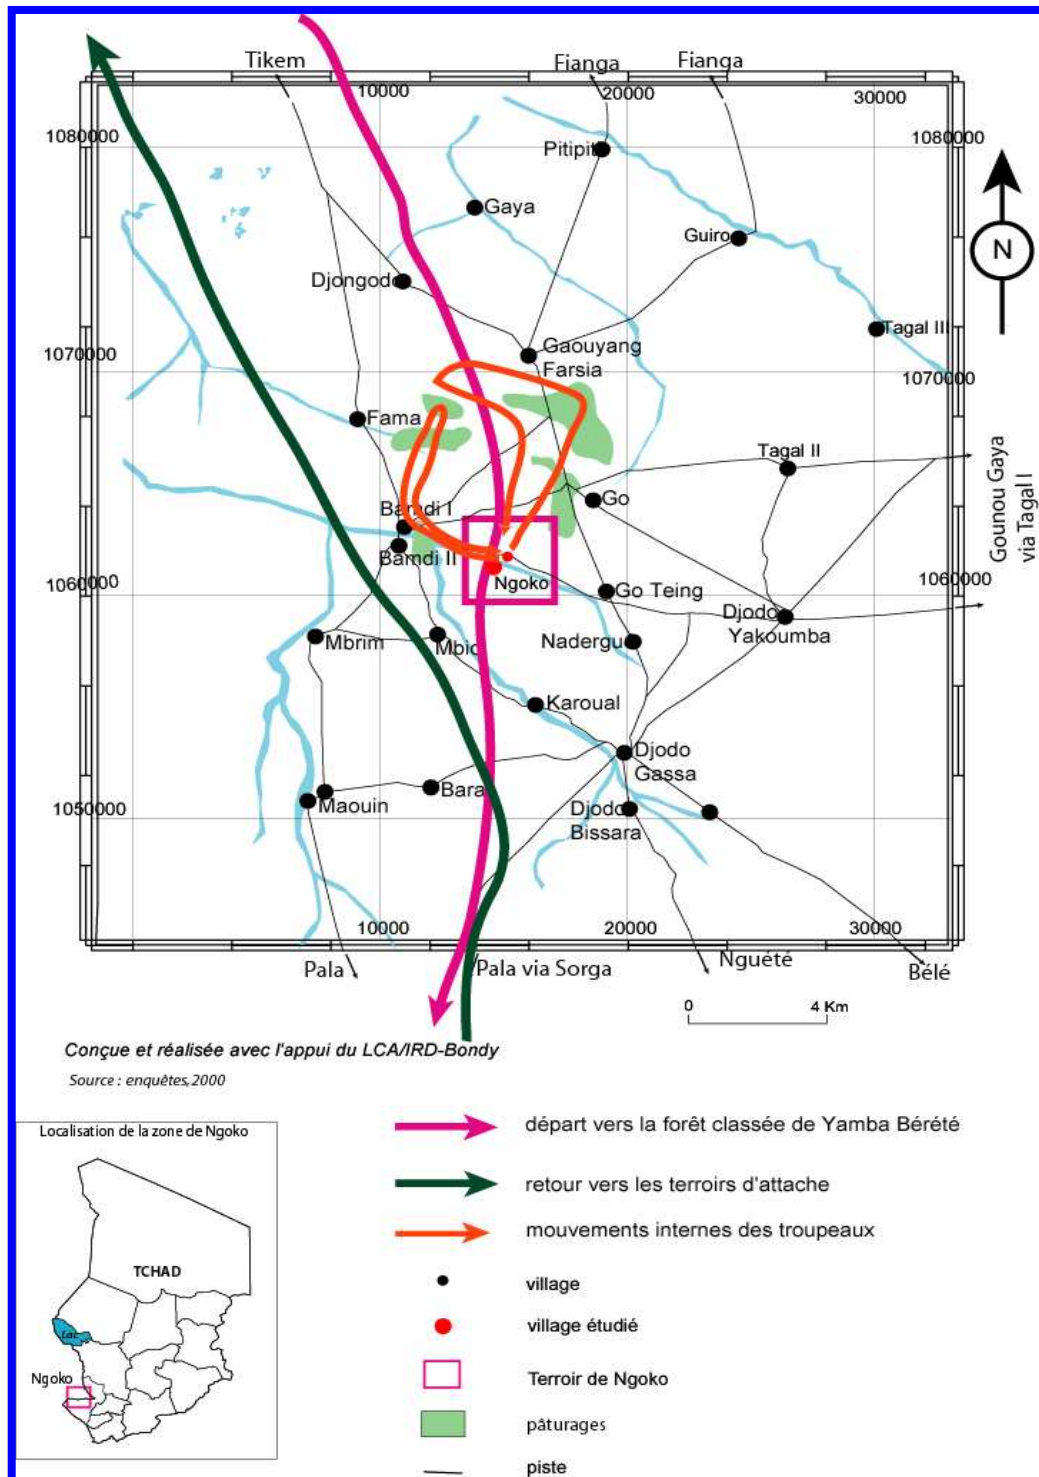 Tikem
Fianga
Fianga
10000
20000
30000
1080000
1080000
Pitipit
Gaya
Guiro
N
Djongodo
Tagal III
Gaouyang
Farsia
1070000
1070000
Fama
Tagal II
Gounou Gaya
via Tagal I
Go
Bamdi I
Bamdi II
Ngoko
1060000
1060000
Go Teing
Djodo
Yakoumba
Mbrim
Mbio
Nadergu
Karoual
Djodo
Gassa
Bara
Maouin
1050000
Djodo
Bissara
10000
20000
30000
Pala
Pala via Sorga
Nguété
Bélé
0
4 Km
Conçue et réalisée avec l'appui du LCA/IRD-Bondy
Source : enquêtes,2000
Localisation de la zone de Ngoko
TCHAD
Lac
Ngoko
départ vers la forêt classée de Yamba Bérété
retour vers les terroirs d'attache
mouvements internes des troupeaux
village
village étudié
Terroir de Ngoko
pâturages
piste